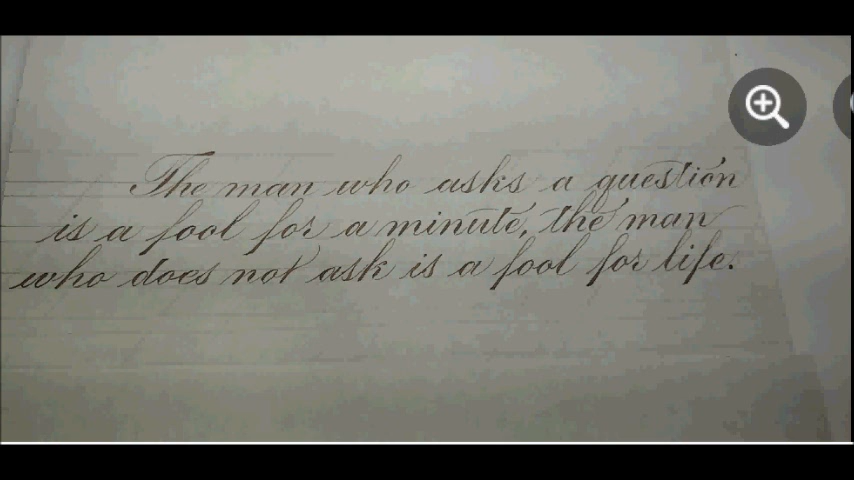 The man who asks a question
is a fool for a minute, the man
who does not ask is a fool for life.